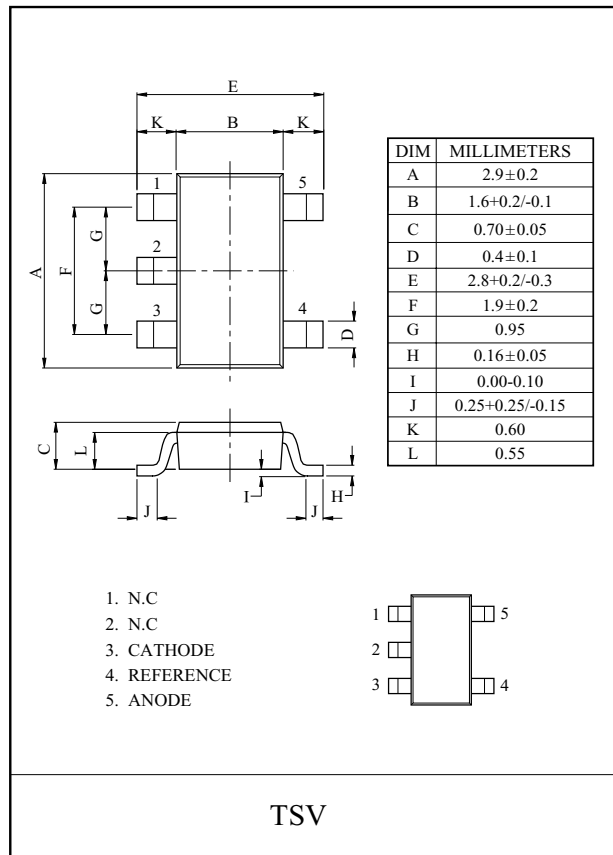 E
K B K
1 5
G
2
A F
G
3 4
D
C L
I H
J J
DIM MILLIMETERS
A 2.9±0.2
B 1.6+0.2/-0.1
C 0.70±0.05
D 0.4±0.1
E 2.8+0.2/-0.3
F 1.9±0.2
G 0.95
H 0.16±0.05
I 0.00-0.10
J 0.25+0.25/-0.15
K 0.60
L 0.55
1. N.C
2. N.C
3. CATHODE
4. REFERENCE
5. ANODE
1 5
2
3 4
TSV